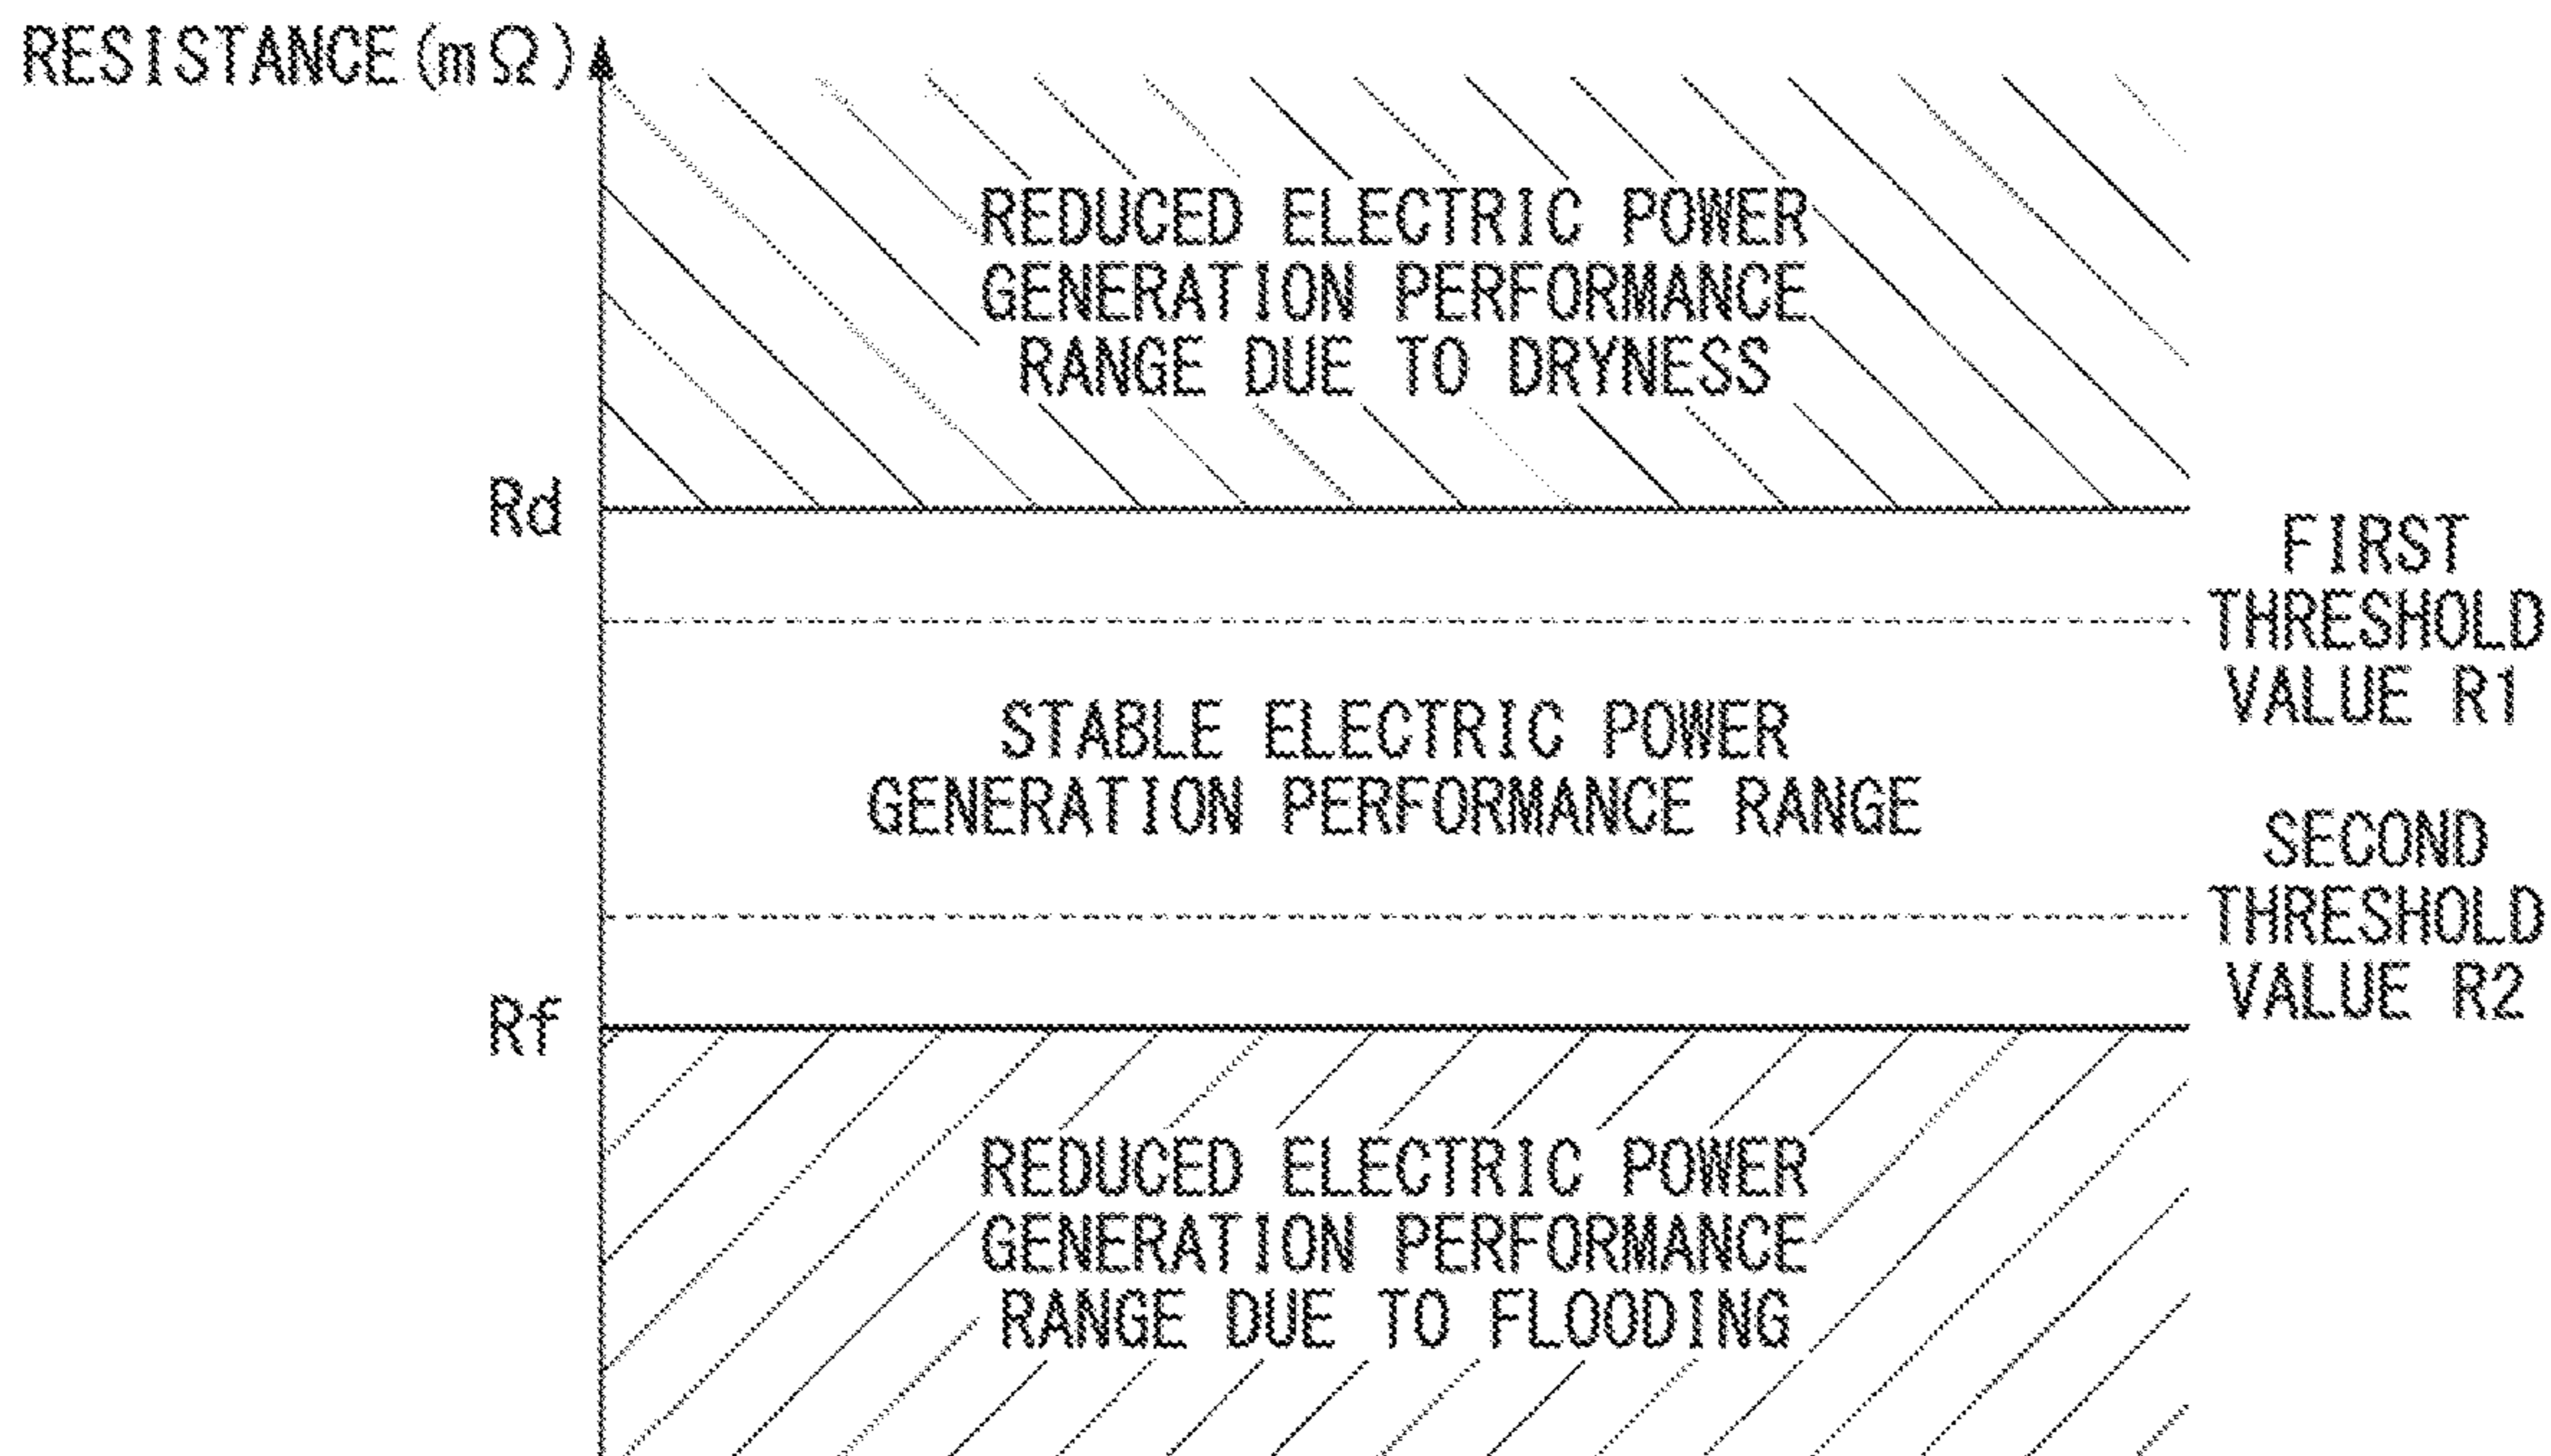 RESISTANCE (mΩ)
REDUCED ELECTRIC POWER
GENERATION PERFORMANCE
RANGE DUE TO DRYNESS
Rd
FIRST
THRESHOLD
VALUE R1
STABLE ELECTRIC POWER
GENERATION PERFORMANCE RANGE
SECOND
THRESHOLD
VALUE R2
Rf
REDUCED ELECTRIC POWER
GENERATION PERFORMANCE
RANGE DUE TO FLOODING